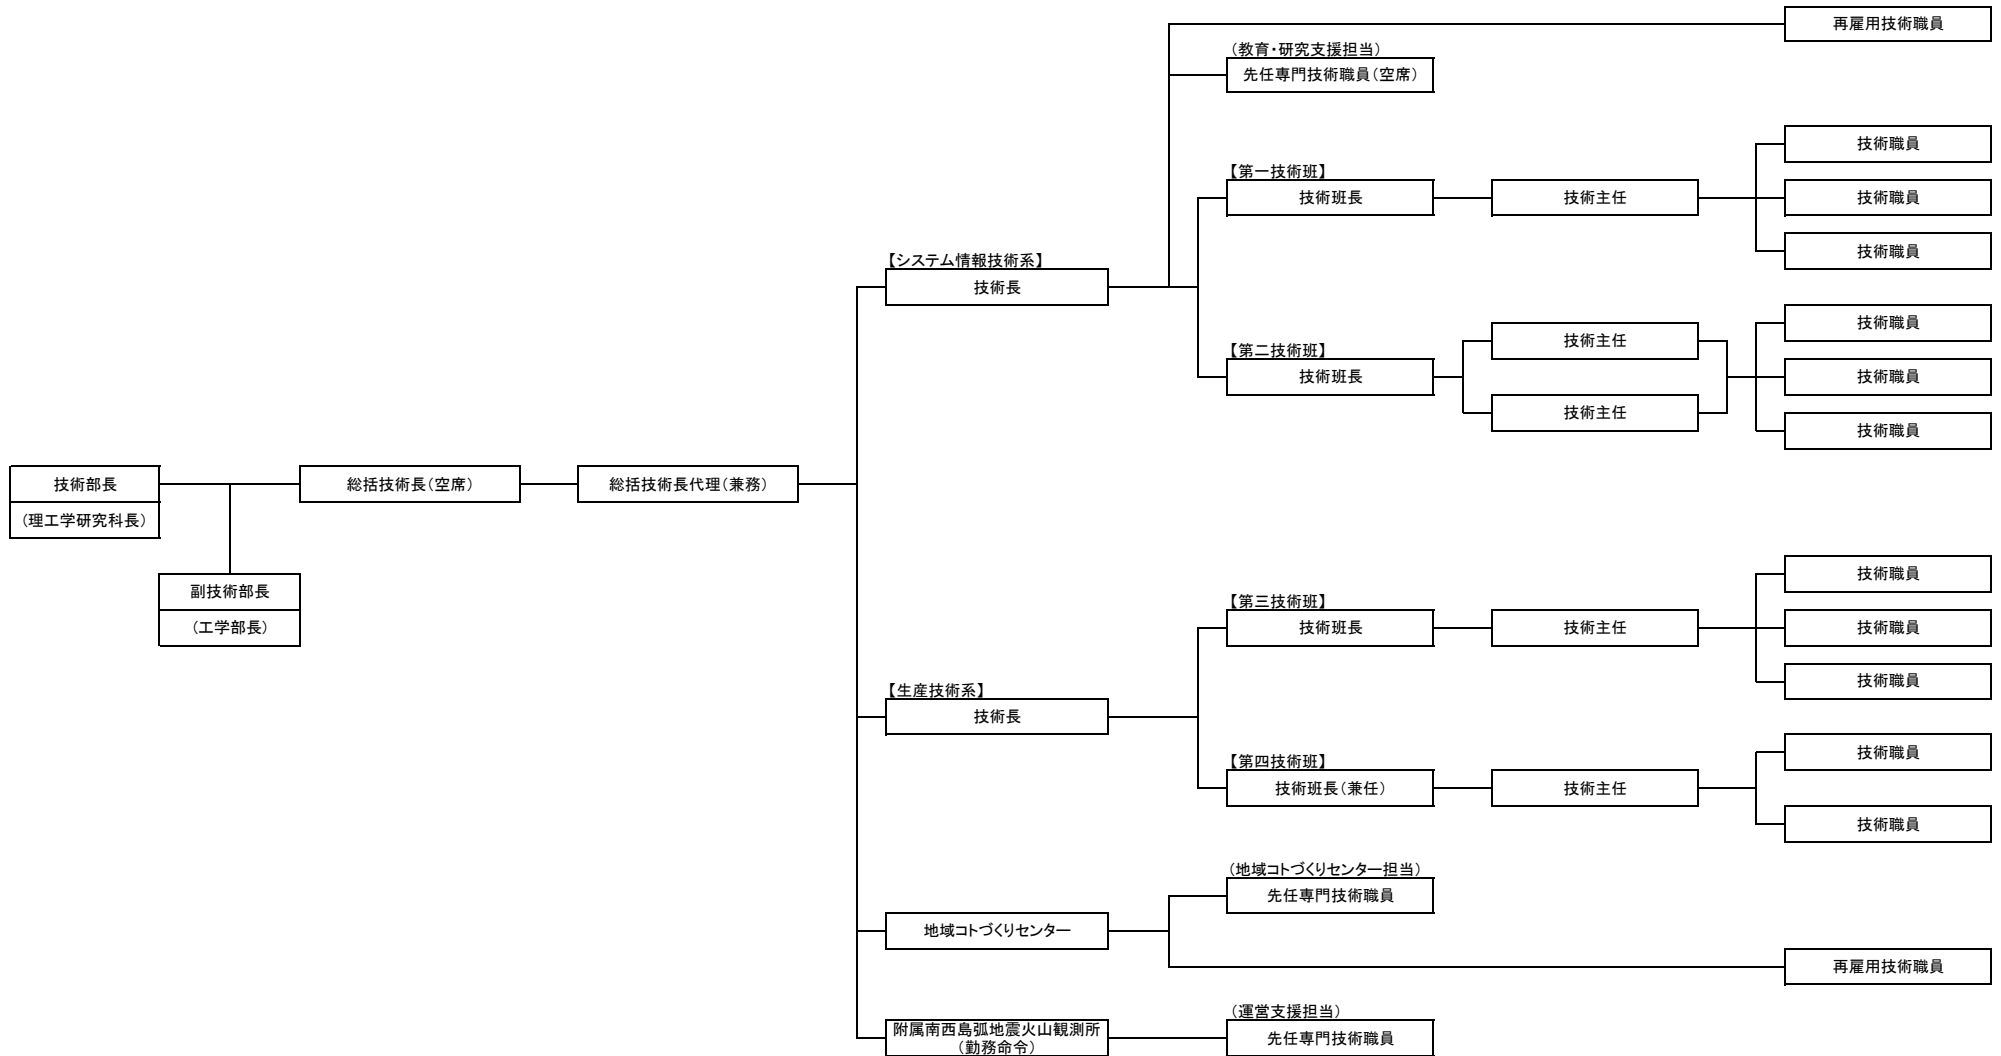 再雇用技術職員
(教育・研究支援担当)
先任専門技術職員(空席)
技術職員
【第一技術班】
技術班長
技術主任
技術職員
技術職員
【システム情報技術系】
技術長
技術職員
技術主任
【第二技術班】
技術班長
技術職員
技術主任
技術職員
技術部長
総括技術長(空席)
総括技術長代理(兼務)
(理工学研究科長)
副技術部長
(工学部長)
技術職員
【第三技術班】
技術班長
技術主任
技術職員
技術職員
【生産技術系】
技術長
技術職員
【第四技術班】
技術班長(兼任)
技術主任
技術職員
(地域コトづくりセンター担当)
先任専門技術職員
地域コトづくりセンター
再雇用技術職員
(運営支援担当)
附属南西島弧地震火山観測所
(勤務命令)
先任専門技術職員